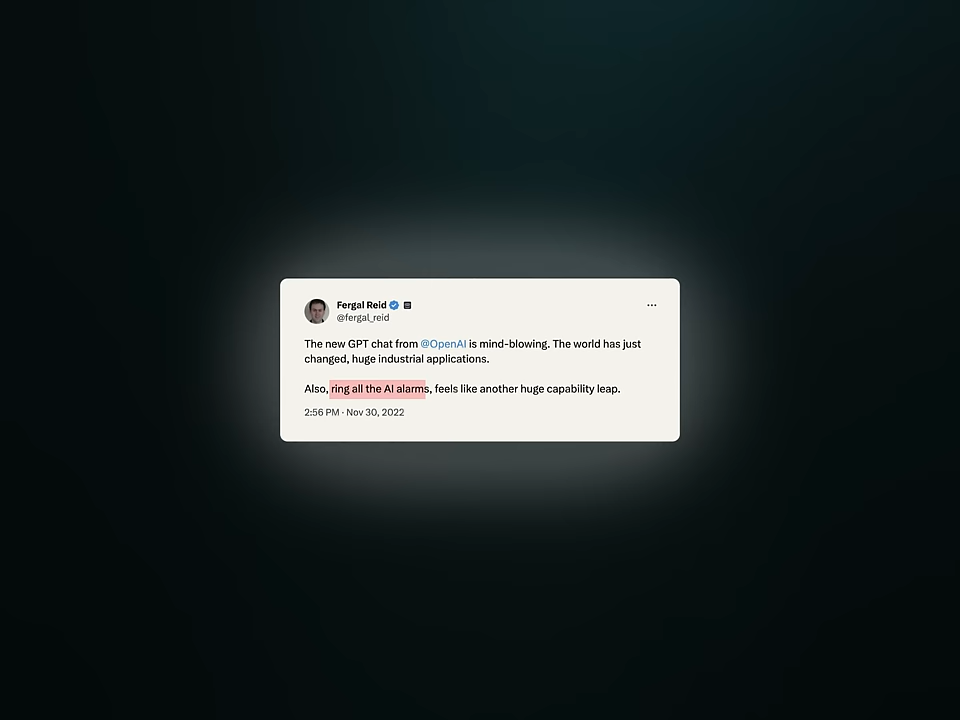 Fergal Reid
@fergal_reid
The new GPT chat from @OpenAI is mind-blowing. The world has just
changed, huge industrial applications.
Also, ring all the AI alarms, feels like another huge capability leap.
2:56 PM · Nov 30, 2022